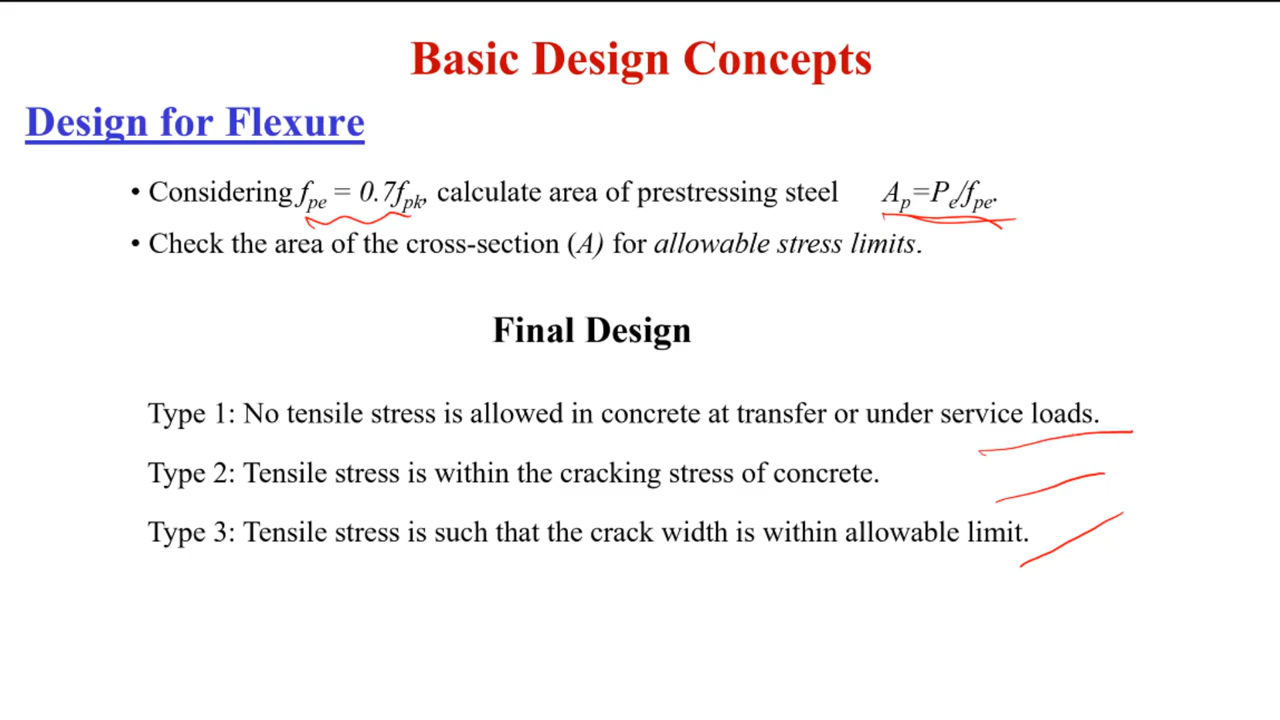 Basic Design Concepts
Design for Flexure
• Considering fpe = 0.7fpk, calculate area of prestressing steel Ap=Pe/fpe.
• Check the area of the cross-section (A) for allowable stress limits.
Final Design
Type 1: No tensile stress is allowed in concrete at transfer or under service loads.
Type 2: Tensile stress is within the cracking stress of concrete.
Type 3: Tensile stress is such that the crack width is within allowable limit.